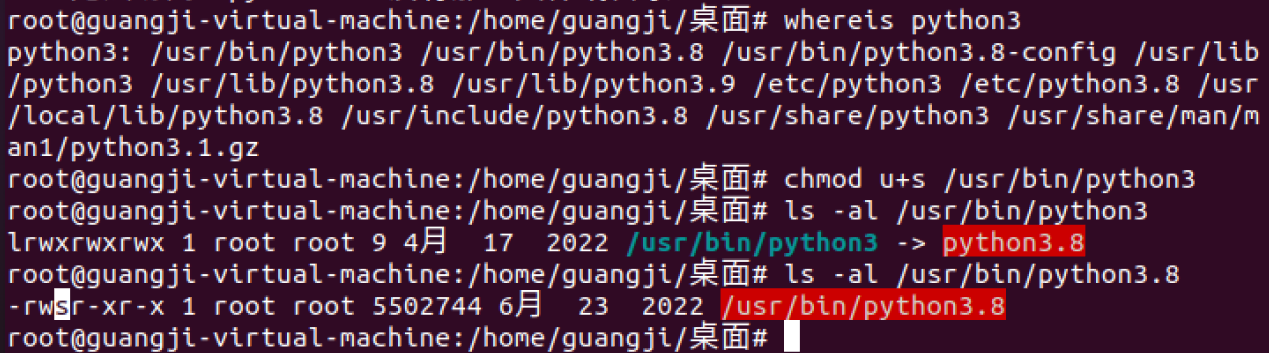 root@guangji-virtual-machine:/home/guangji/桌面# whereis python3
python3: /usr/bin/python3 /usr/bin/python3.8 /usr/bin/python3.8-config /usr/lib
/python3 /usr/lib/python3.8 /usr/lib/python3.9 /etc/python3 /etc/python3.8 /usr
/local/lib/python3.8 /usr/include/python3.8 /usr/share/python3 /usr/share/man/m
an1/python3.1.gz
root@guangji-virtual-machine:/home/guangji/桌面# chmod u+s /usr/bin/python3
root@guangji-virtual-machine:/home/guangji/桌面# ls -al /usr/bin/python3
lrwxrwxrwx 1 root root 9 4月  17  2022 /usr/bin/python3 -> python3.8
root@guangji-virtual-machine:/home/guangji/桌面# ls -al /usr/bin/python3.8
-rwsr-xr-x 1 root root 5502744 6月  23  2022 /usr/bin/python3.8
root@guangji-virtual-machine:/home/guangji/桌面#